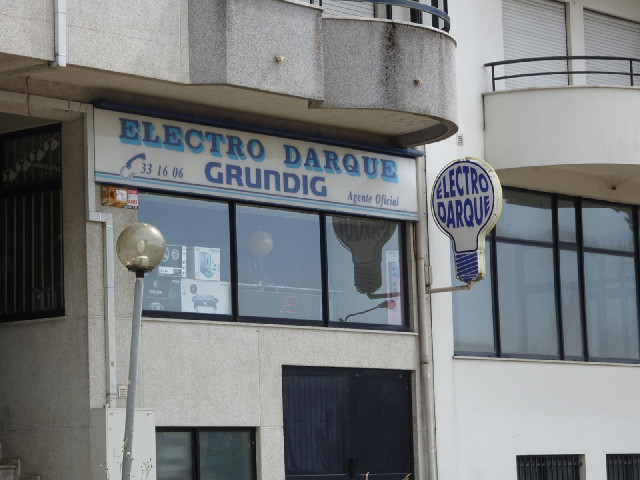 ELECTRO DARQUE
33 16 06 GRUNDIG
Agente Oficial
ELECTRO
DARQUE